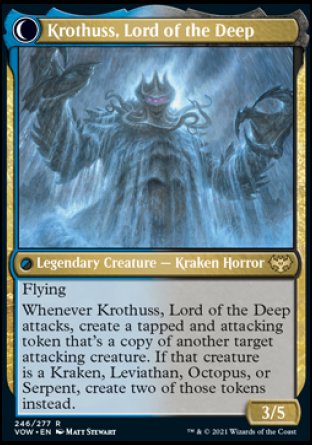 Krothuss, Lord of the Deep
Legendary Creature — Kraken Horror
Flying
Whenever Krothuss, Lord of the Deep
attacks, create a tapped and attacking
token that's a copy of another target
attacking creature. If that creature
is a Kraken, Leviathan, Octopus, or
Serpent, create two of those tokens
instead.
3/5
246/277 R
VOW • EN Matt Stewart
™ & © 2021 Wizards of the Coast